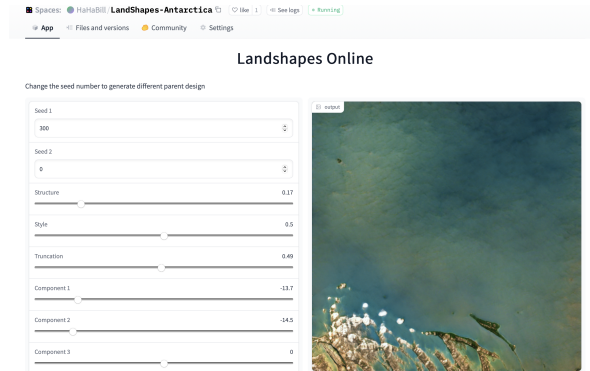 Spaces: HaHaBill/LandShapes-Antarctica like 1 See logs Running
App Files and versions Community Settings
Landshapes Online
Change the seed number to generate different parent design
Seed 1
300
Seed 2
0
Structure 0.17
Style 0.5
Truncation 0.49
Component 1 -13.7
Component 2 -14.5
Component 3 0
output